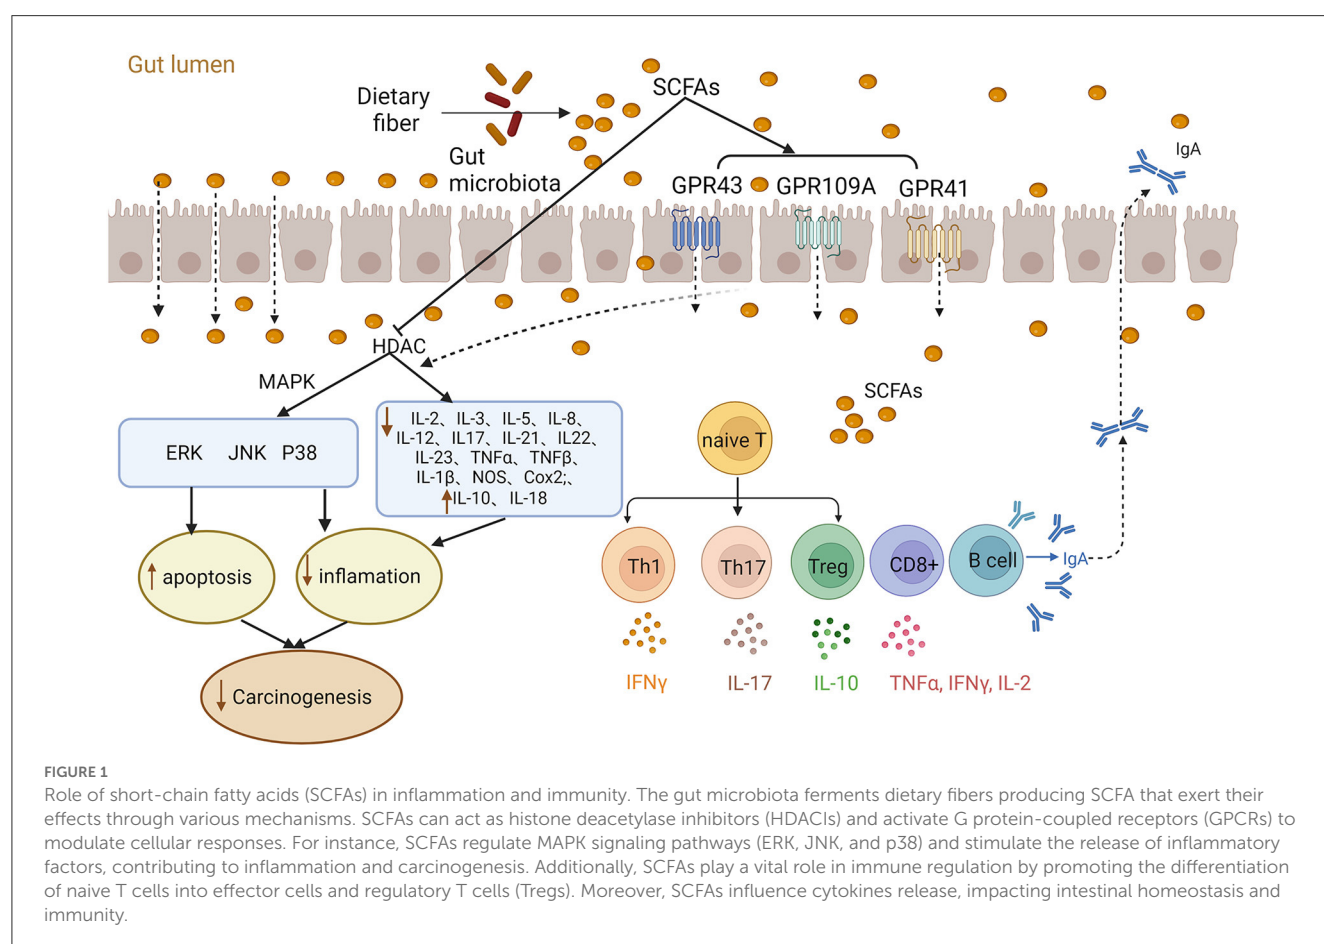 Gut lumen
Dietary
fiber
Gut
microbiota
SCFAs
IgA
GPR43 GPR109A GPR41
HDAC
MAPK
SCFAs
ERK JNK P38
IL-2、IL-3、IL-5、IL-8、
IL-12、IL17、IL-21、IL22、
IL-23、TNFα、TNFβ、
IL-1β、NOS、Cox2;、
IL-10、IL-18
naive T
apoptosis
inflamation
Carcinogenesis
Th1 Th17 Treg CD8+ B cell
IgA
IFNγ IL-17 IL-10 TNFα, IFNγ, IL-2
FIGURE 1
Role of short-chain fatty acids (SCFAs) in inflammation and immunity. The gut microbiota ferments dietary fibers producing SCFA that exert their
effects through various mechanisms. SCFAs can act as histone deacetylase inhibitors (HDACIs) and activate G protein-coupled receptors (GPCRs) to
modulate cellular responses. For instance, SCFAs regulate MAPK signaling pathways (ERK, JNK, and p38) and stimulate the release of inflammatory
factors, contributing to inflammation and carcinogenesis. Additionally, SCFAs play a vital role in immune regulation by promoting the differentiation
of naive T cells into effector cells and regulatory T cells (Tregs). Moreover, SCFAs influence cytokines release, impacting intestinal homeostasis and
immunity.